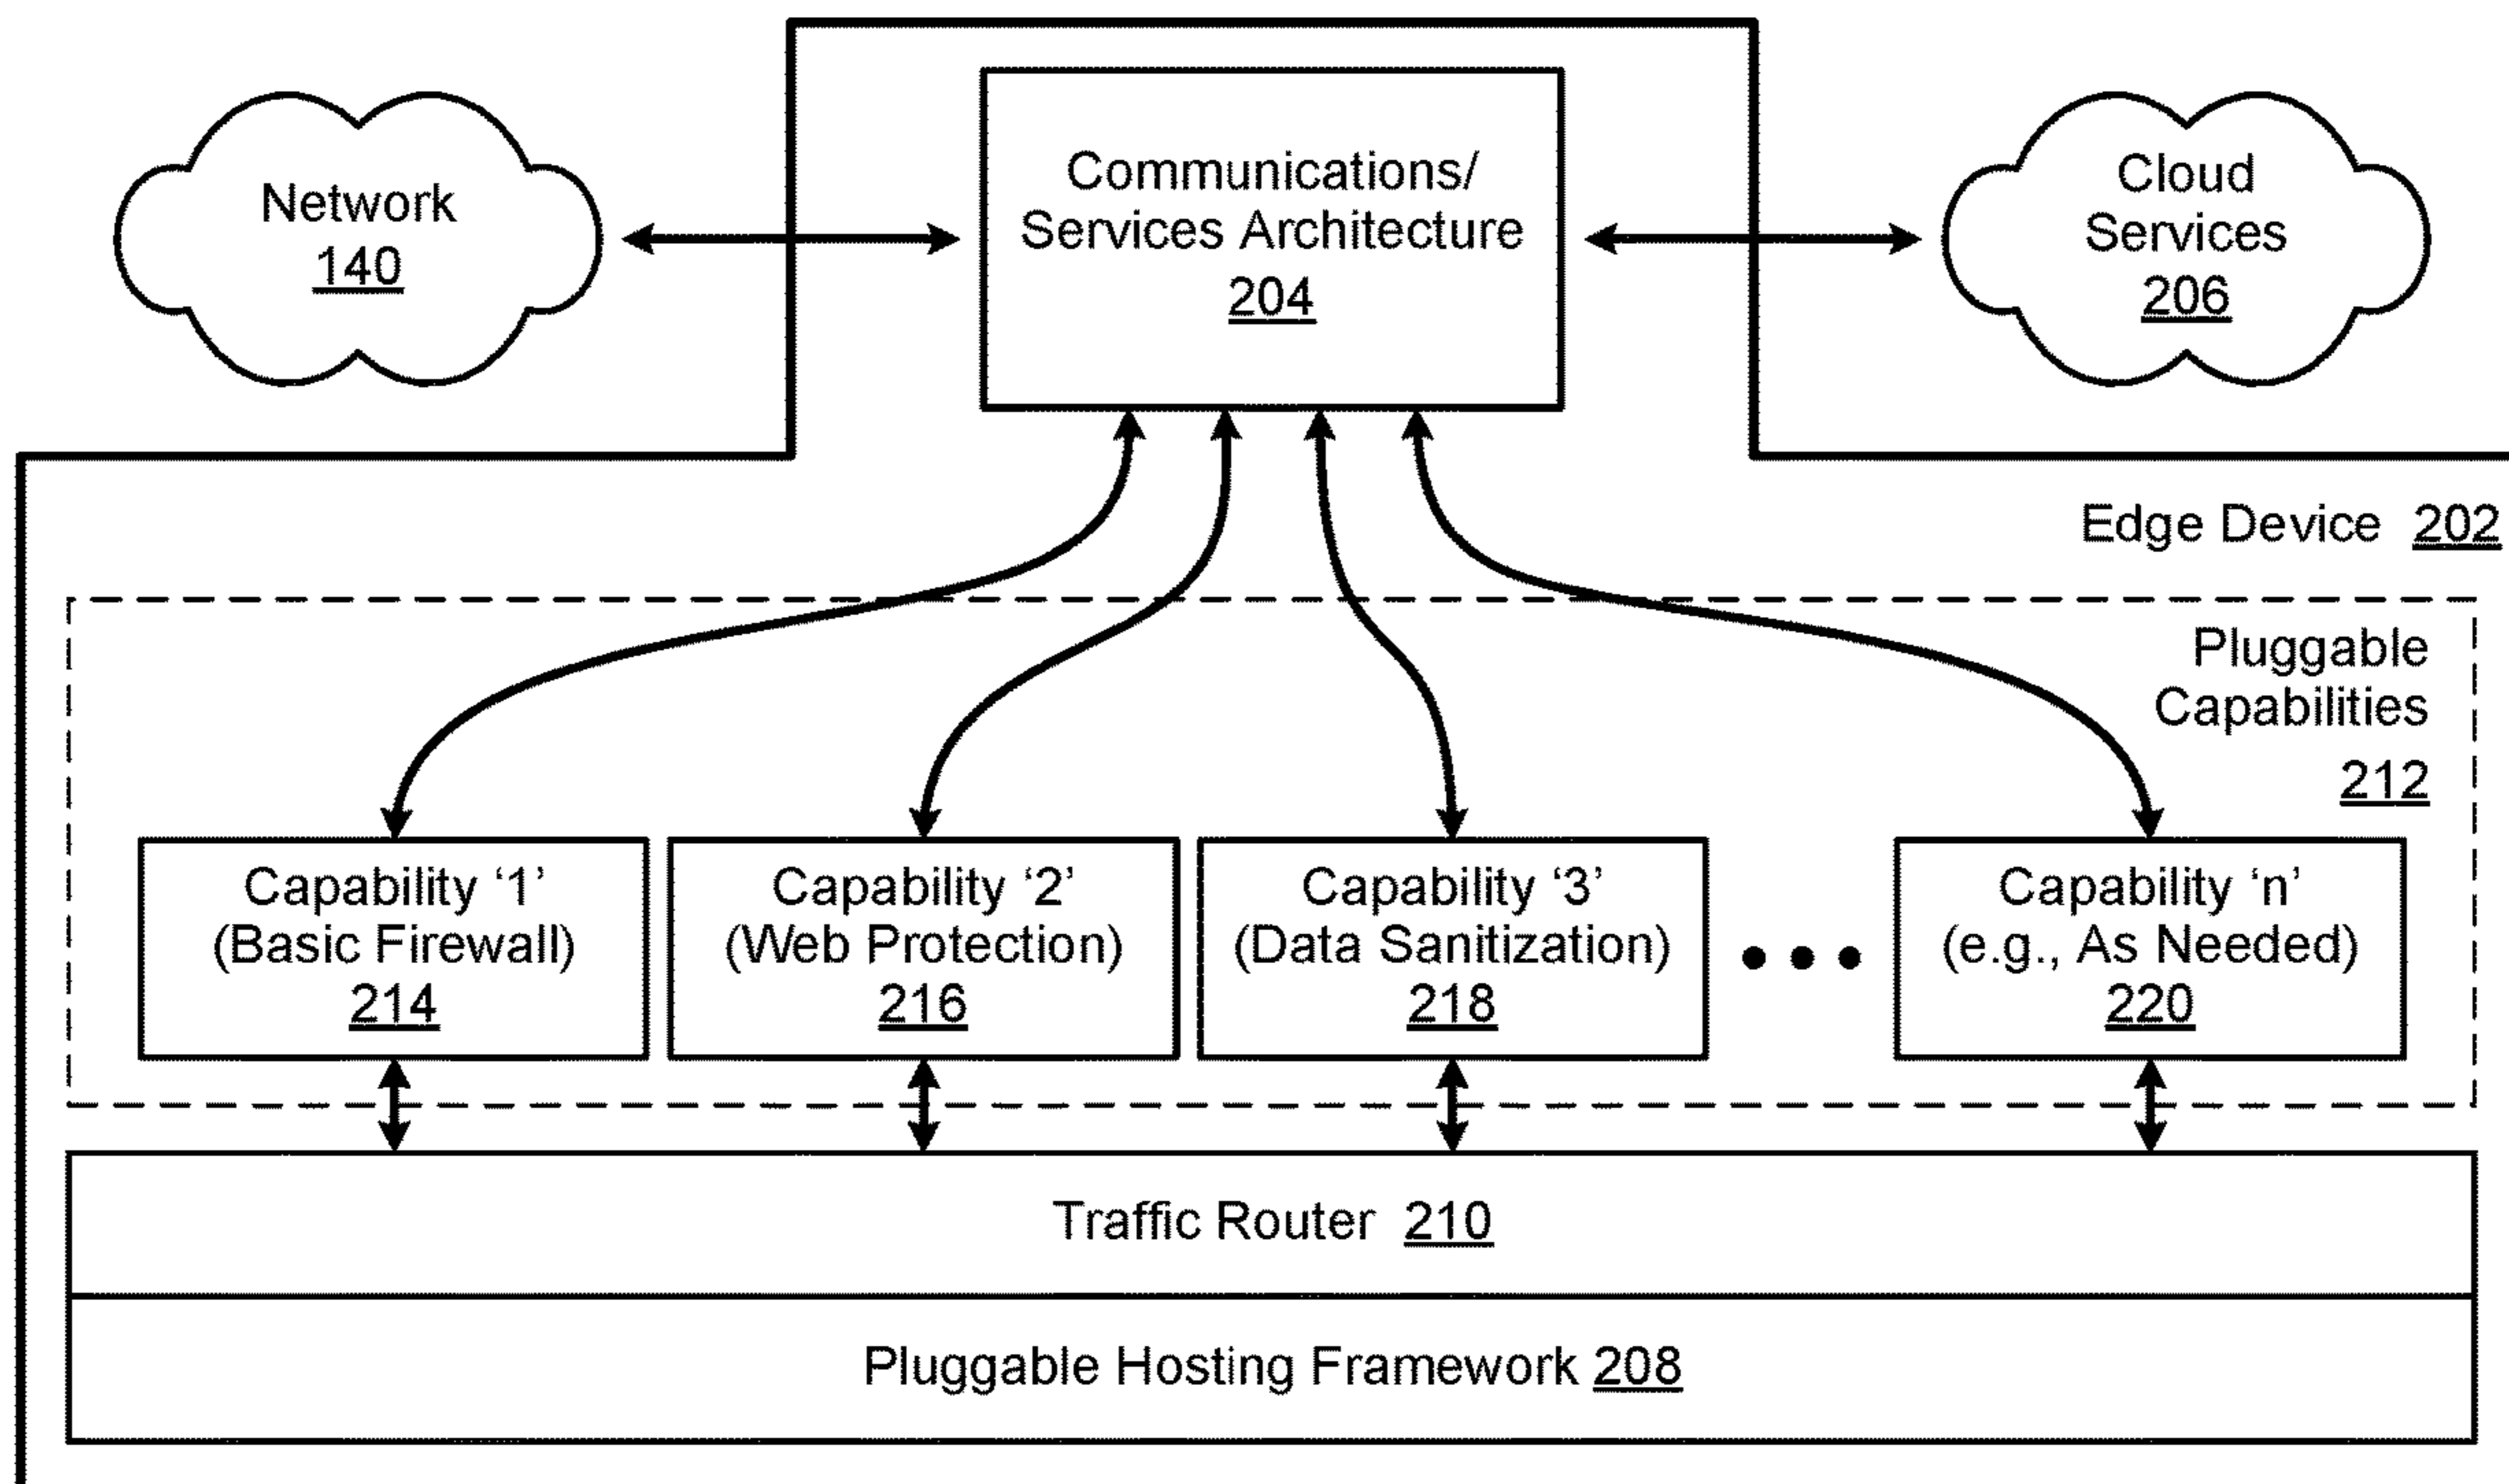 Network
140
Communications/
Services Architecture
204
Cloud
Services
206
Edge Device 202
Pluggable
Capabilities
212
Capability ‘1’
(Basic Firewall)
214
Capability ‘2’
(Web Protection)
216
Capability ‘3’
(Data Sanitization)
218
Capability ‘n’
(e.g., As Needed)
220
Traffic Router 210
Pluggable Hosting Framework 208